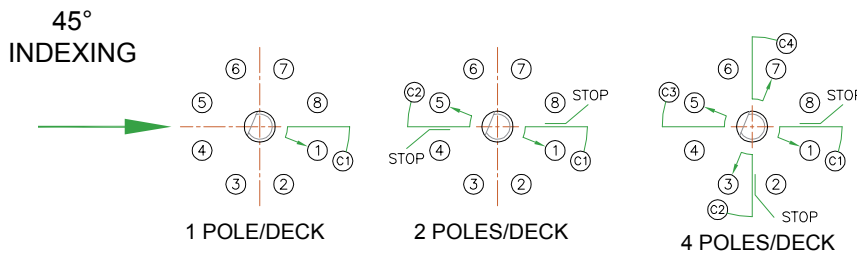 45°
INDEXING
6 7
5 8
4 1
C1
3 2
1 POLE/DECK
6 7
C2
5 8 STOP
4 1
STOP C1
3 2
2 POLES/DECK
C4
6 7
C3
5 8 STOP
4 1
C1
3 2
C2
STOP
4 POLES/DECK